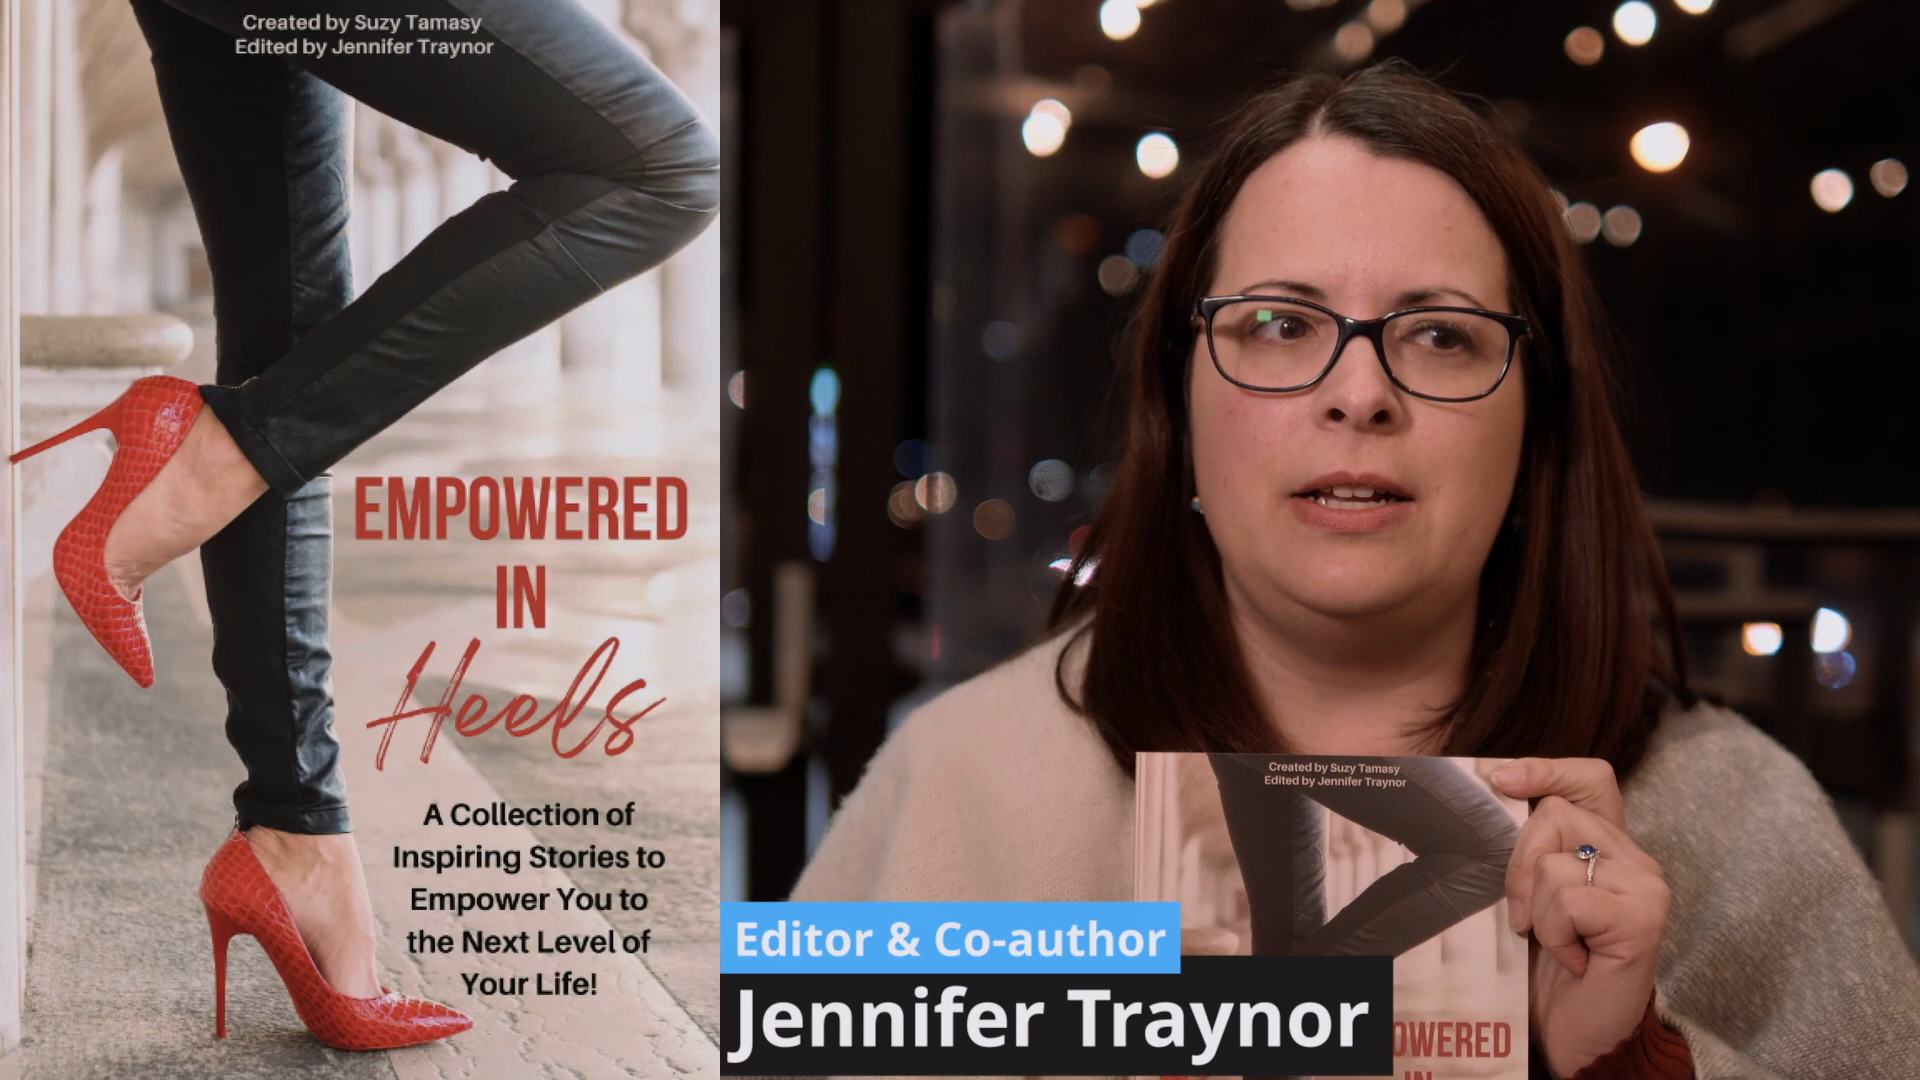 Created by Suzy Tamasy
Edited by Jennifer Traynor
EMPOWERED
IN
Heels
A Collection of
Inspiring Stories to
Empower You to
the Next Level of
Your Life!
Created by Suzy Tamasy
Edited by Jennifer Traynor
Editor & Co-author
Jennifer Traynor
OWERED
IN